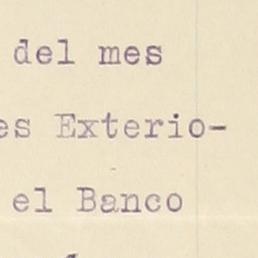 del mes
es Exterio-
el Banco